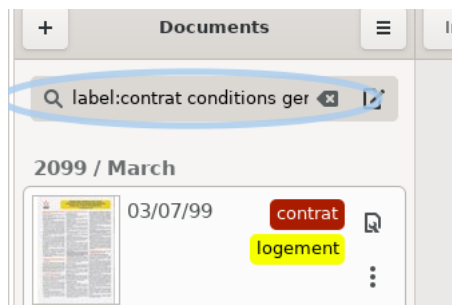 Documents
label:contrat conditions ger
2099 / March
03/07/99
contrat
logement